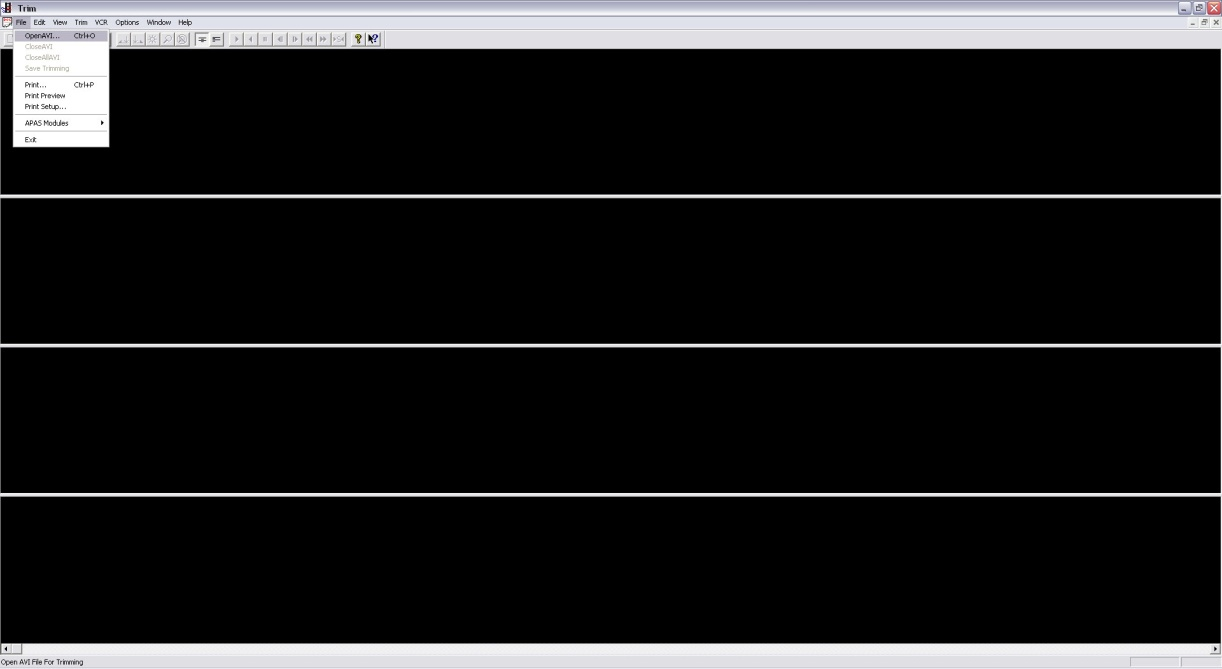 Trim
File Edit View Trim VCR Options Window Help
OpenAVI... Ctrl+O
CloseAVI
CloseAllAVI
Save Trimming
Print... Ctrl+P
Print Preview
Print Setup...
APAS Modules
Exit
Open AVI File For Trimming